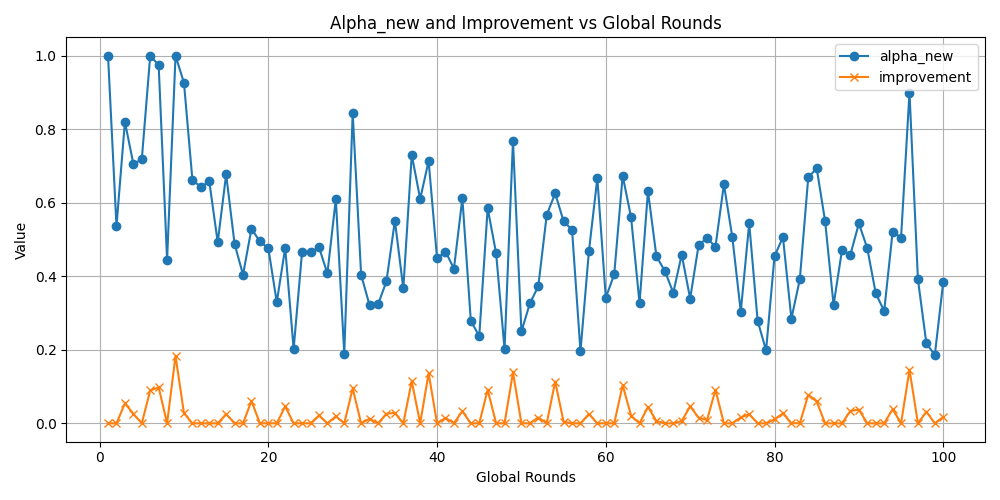 Alpha_new and Improvement vs Global Rounds
alpha_new
improvement
Value
1.0
0.8
0.6
0.4
0.2
0.0
0
20
40
60
80
100
Global Rounds